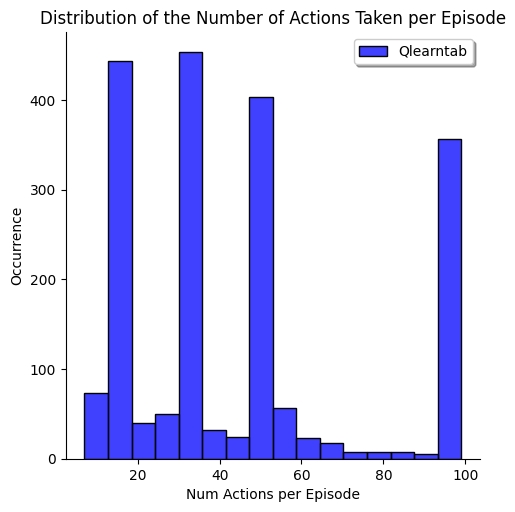 Distribution of the Number of Actions Taken per Episode
Qlearntab
Occurrence
400
300
200
100
0
20
40
60
80
100
Num Actions per Episode